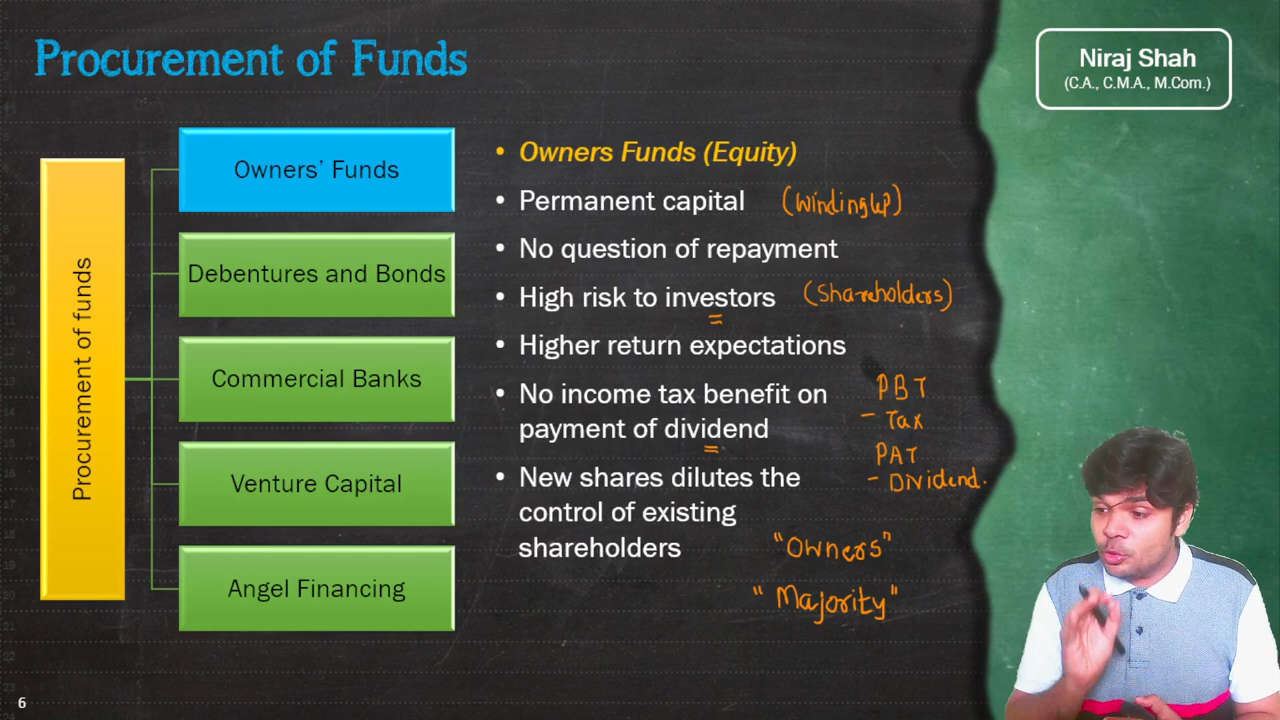 Procurement of Funds
Niraj Shah
(C.A., C.M.A., M.Com.)
Procurement of funds
Owners' Funds
Debentures and Bonds
Commercial Banks
Venture Capital
Angel Financing
• Owners Funds (Equity)
• Permanent capital (Winding up)
• No question of repayment
• High risk to investors (Shareholders)
• Higher return expectations
• No income tax benefit on
payment of dividend
PBT
- Tax
PAT
- Dividend.
• New shares dilutes the
control of existing
shareholders
"Owners"
"Majority"
6